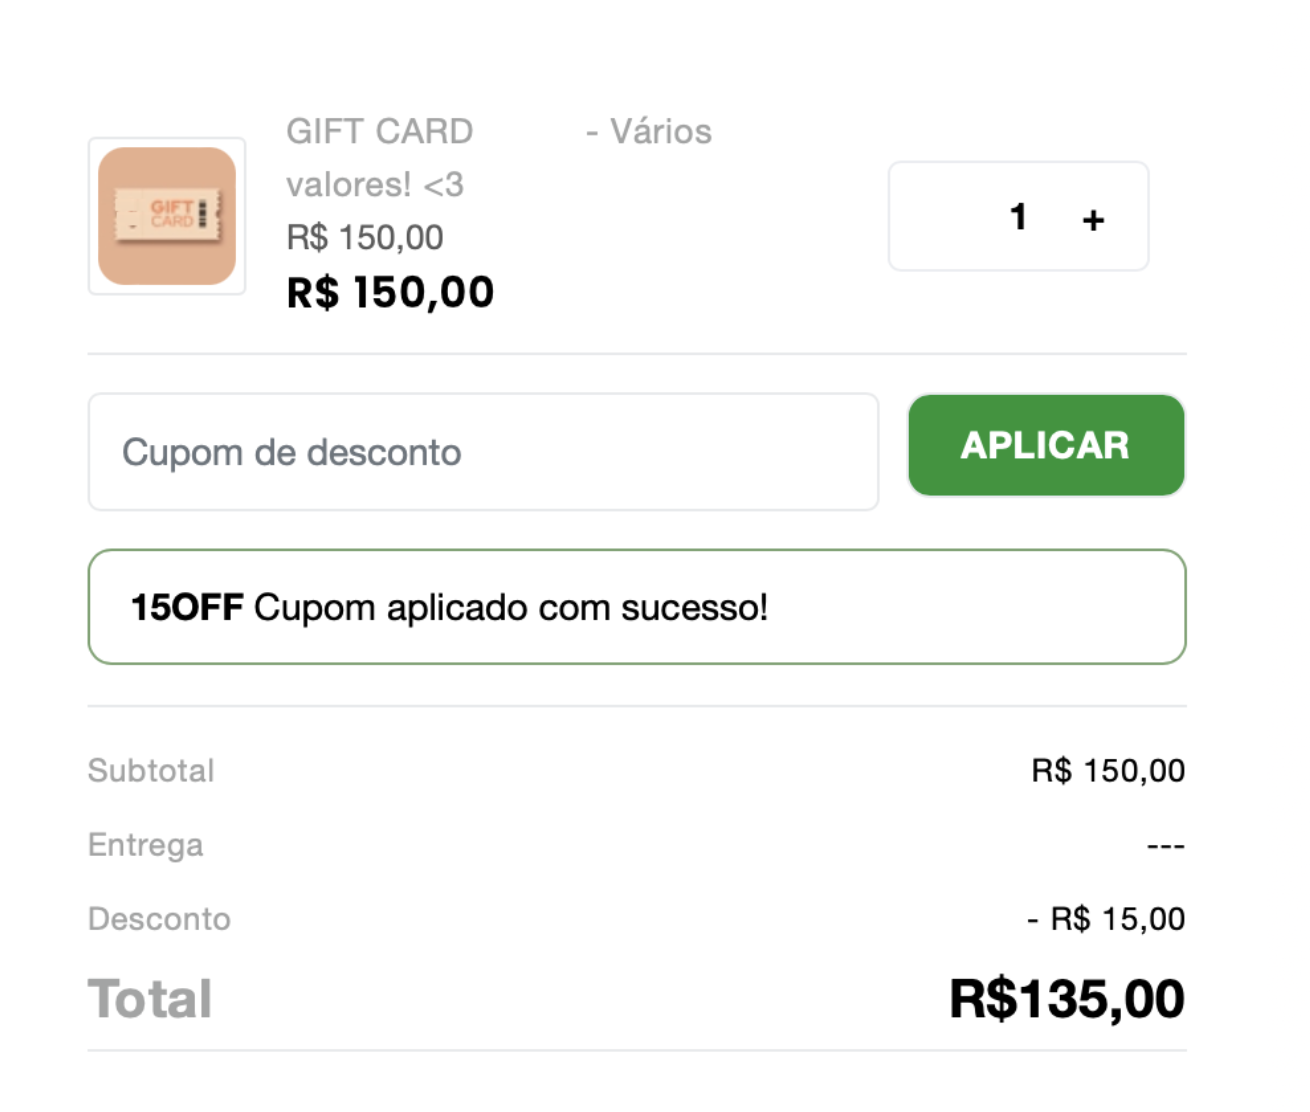 GIFT CARD - Vários
valores! <3
R$ 150,00
R$ 150,00
GIFT
CARD
1 +
Cupom de desconto
APLICAR
15OFF Cupom aplicado com sucesso!
Subtotal R$ 150,00
Entrega ---
Desconto - R$ 15,00
Total R$135,00